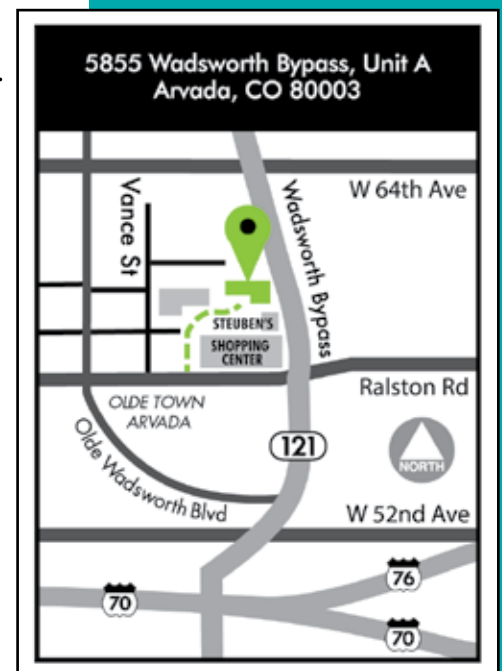 5855 Wadsworth Bypass, Unit A
Arvada, CO 80003
W 64th Ave
Vance St
Wadsworth Bypass
STEUBEN'S
SHOPPING
CENTER
Ralston Rd
OLDE TOWN
ARVADA
Olde Wadsworth Blvd
121
NORTH
W 52nd Ave
76
70
70